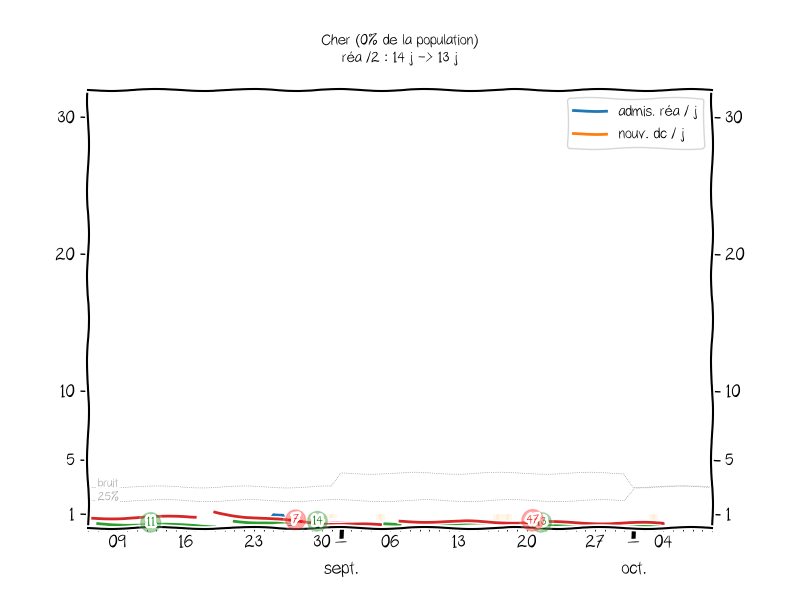 Cher (0% de la population)
réa /2 : 14 j -> 13 j
admis. réa / j
nouv. dc / j
30 30
20 20
10 10
5 5
bruit
25%
1 1
11 7 14 47
09 16 23 30 06 13 20 27 04
sept. oct.